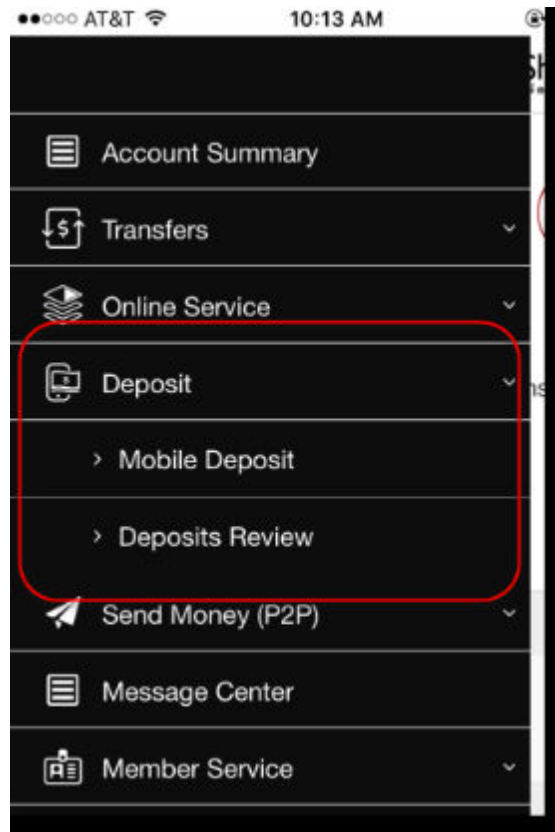 AT&T 10:13 AM
Account Summary
Transfers
Online Service
Deposit
Mobile Deposit
Deposits Review
Send Money (P2P)
Message Center
Member Service